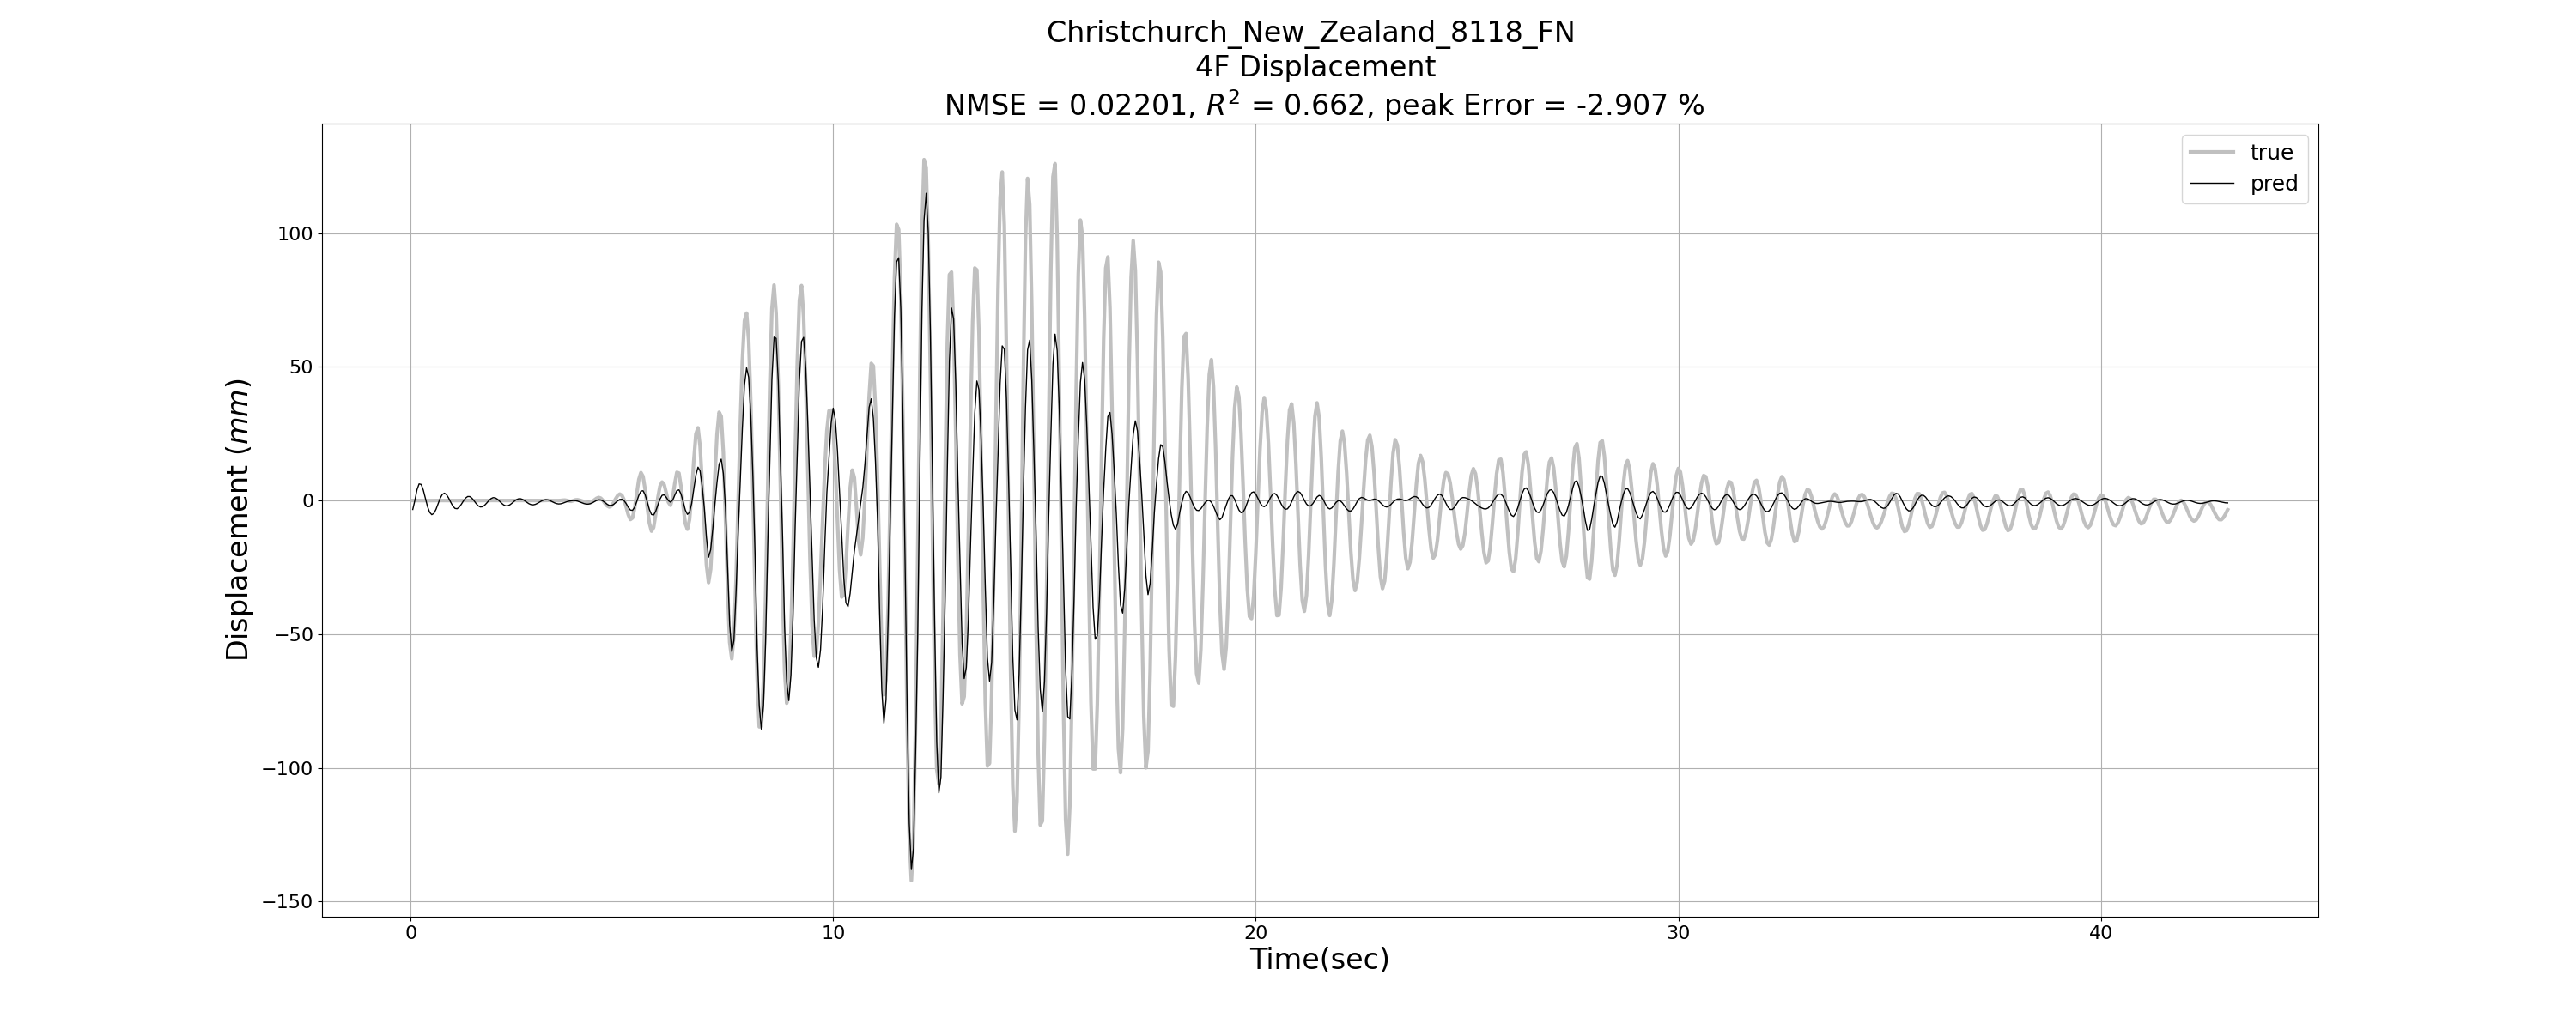 Christchurch_New_Zealand_8118_FN
4F Displacement
NMSE = 0.02201, R² = 0.662, peak Error = -2.907 %
true
pred
Displacement (mm)
100
50
0
−50
−100
−150
0 10 20 30 40
Time(sec)